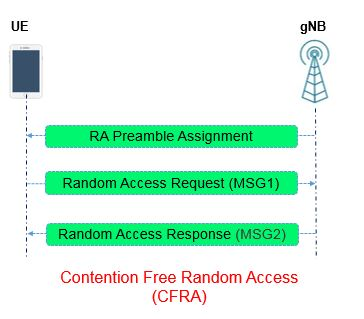 UE
gNB
RA Preamble Assignment
Random Access Request (MSG1)
Random Access Response (MSG2)
Contention Free Random Access
(CFRA)